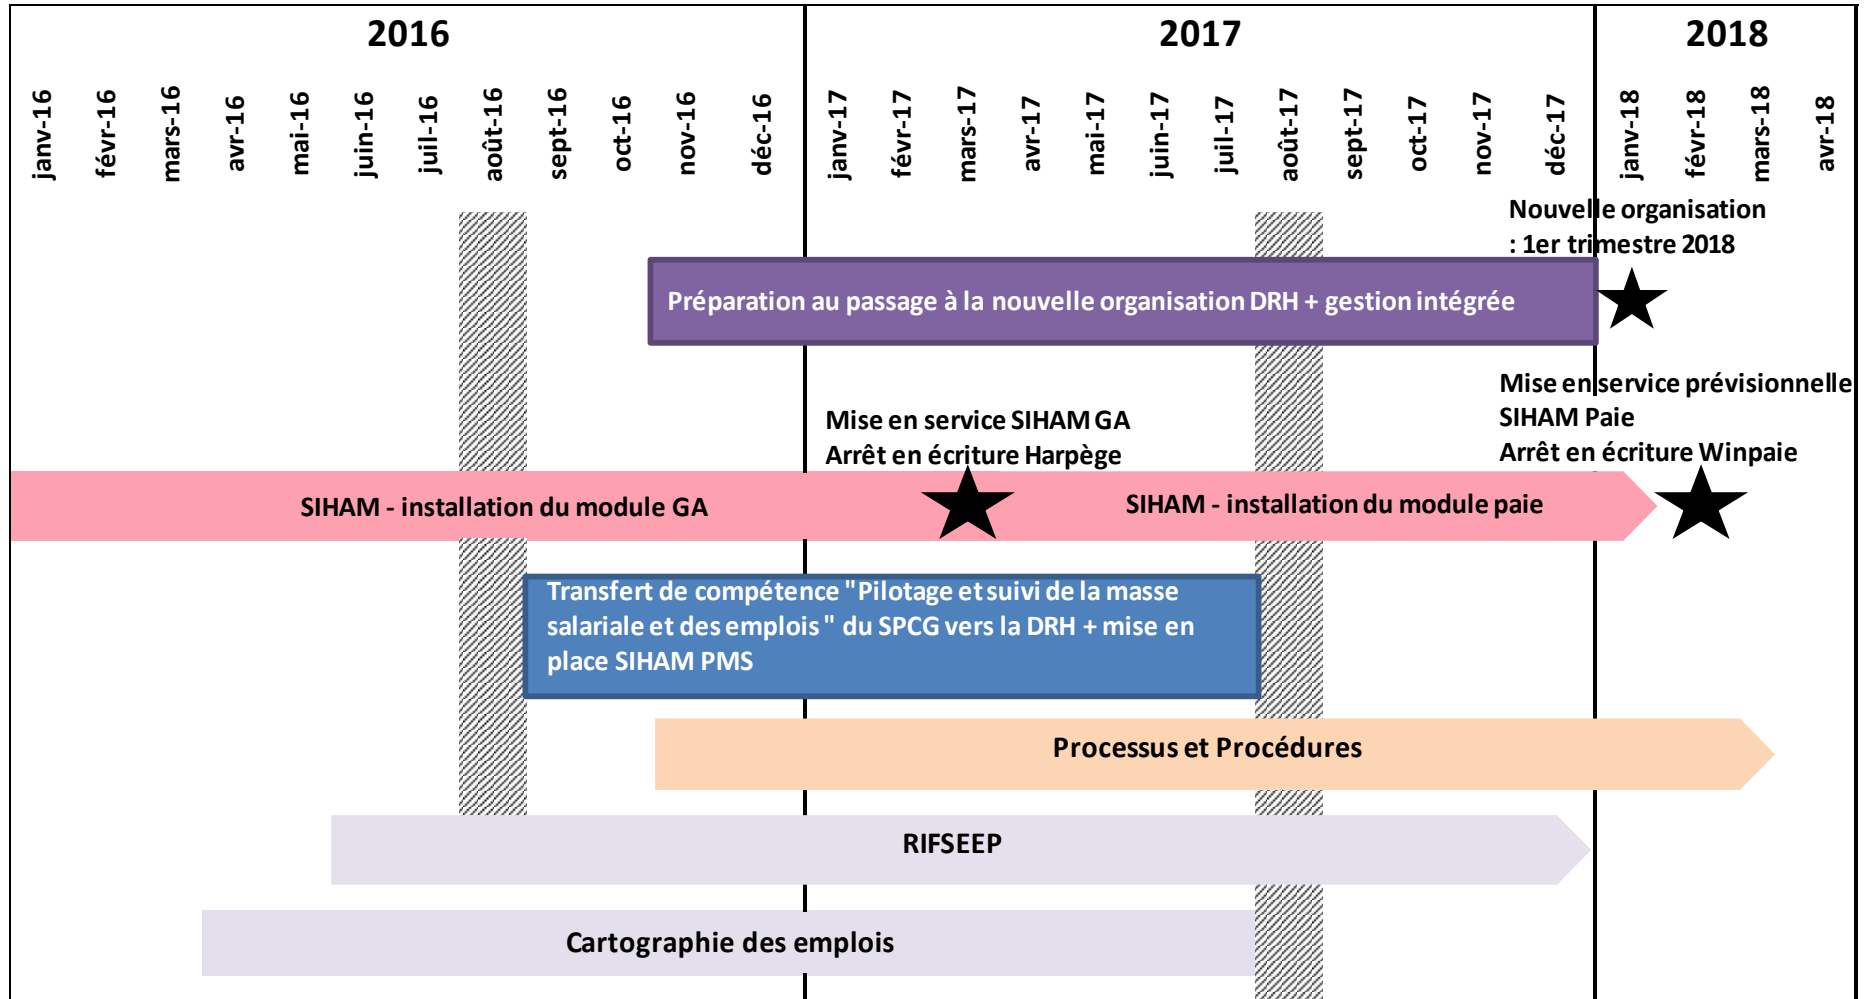 2016
2017
2018
janv-16
févr-16
mars-16
avr-16
mai-16
juin-16
juil-16
août-16
sept-16
oct-16
nov-16
déc-16
janv-17
févr-17
mars-17
avr-17
mai-17
juin-17
juil-17
août-17
sept-17
oct-17
nov-17
déc-17
janv-18
févr-18
mars-18
avr-18
Nouvelle organisation
: 1er trimestre 2018
Préparation au passage à la nouvelle organisation DRH + gestion intégrée
Mise en service prévisionnelle
SIHAM Paie
Arrêt en écriture Winpaie
Mise en service SIHAM GA
Arrêt en écriture Harpège
SIHAM - installation du module GA
SIHAM - installation du module paie
Transfert de compétence "Pilotage et suivi de la masse
salariale et des emplois " du SPCG vers la DRH + mise en
place SIHAM PMS
Processus et Procédures
RIFSEEP
Cartographie des emplois